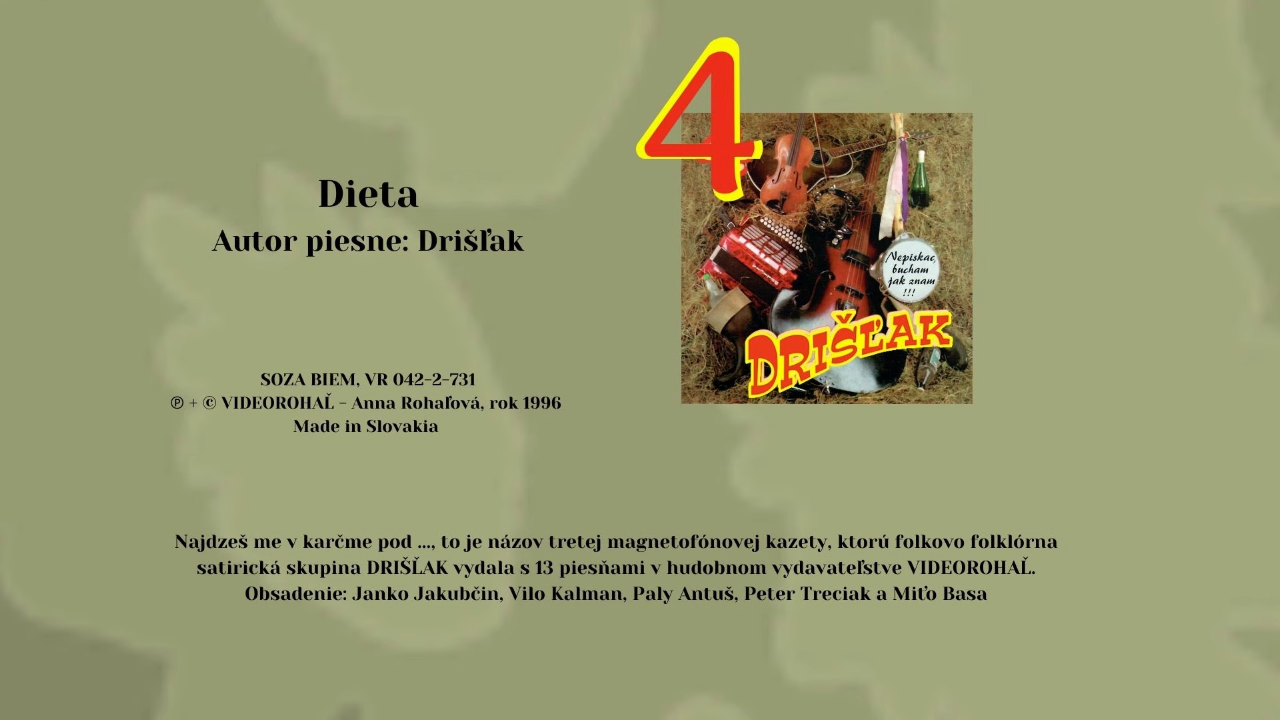 4
Dieta
Autor piesne: Drišľak
Nepiskac,
bucham
jak znam
!!!
DRIŠĽAK
SOZA BIEM, VR 042-2-731
℗ + © VIDEOROHAĽ - Anna Rohaľová, rok 1996
Made in Slovakia
Najdzeš me v karčme pod ..., to je názov tretej magnetofónovej kazety, ktorú folkovo folklórna
satirická skupina DRIŠĽAK vydala s 13 piesňami v hudobnom vydavateľstve VIDEOROHAĽ.
Obsadenie: Janko Jakubčin, Vilo Kalman, Paly Antuš, Peter Treciak a Miťo Basa